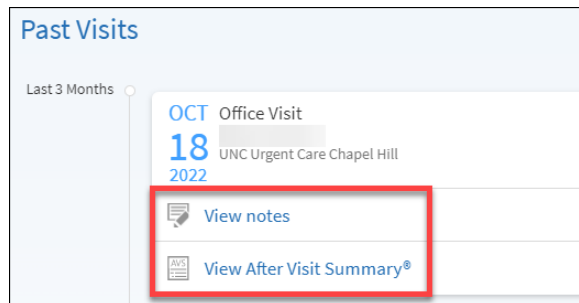 Past Visits
Last 3 Months
OCT Office Visit
18
UNC Urgent Care Chapel Hill
2022
View notes
AVS
View After Visit Summary®